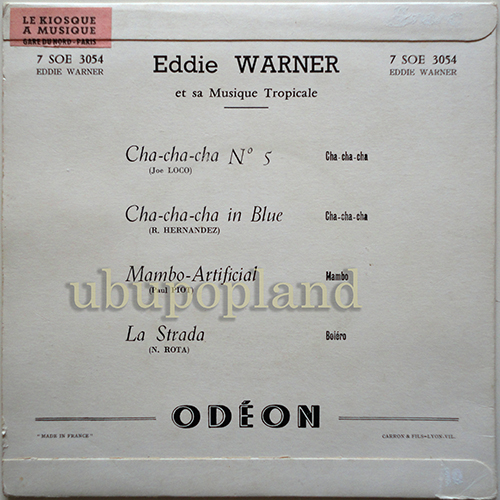 LE KIOSQUE
A MUSIQUE
GARE DU NORD - PARIS
7 SOE 3054
EDDIE WARNER
Eddie WARNER
et sa Musique Tropicale
7 SOE 3054
EDDIE WARNER
Cha-cha-cha N° 5 Cha-cha-cha
(Joe LOCO)
Cha-cha-cha in Blue Cha-cha-cha
(R. HERNANDEZ)
Mambo-Artificial Mambo
(Paul
ubupopland
La Strada Boléro
(N. ROTA)
ODÉON
"MADE IN FRANCE" CARNON & FILS-LYON-VIL.